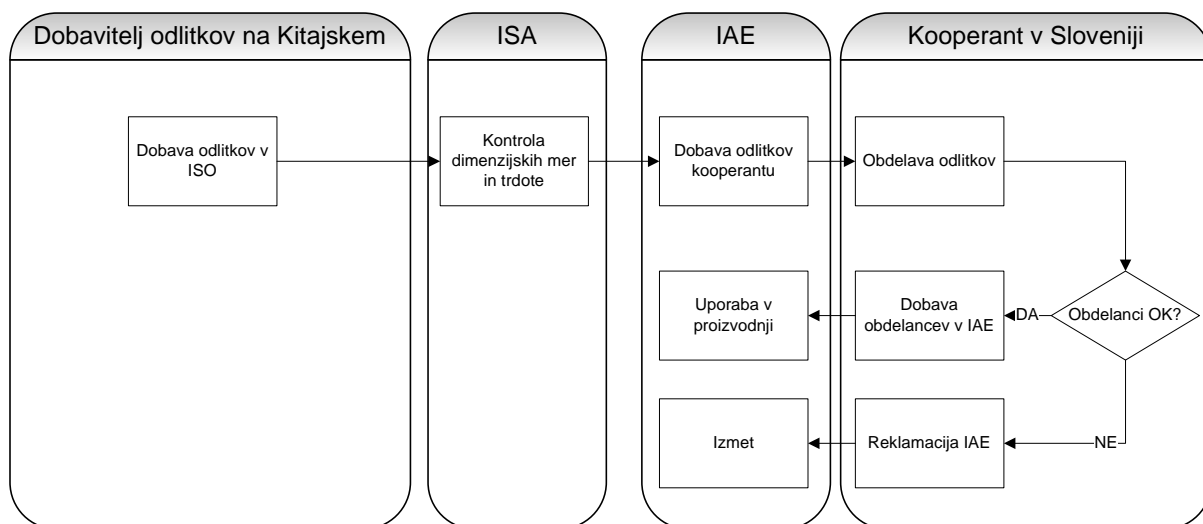 Dobavitelj odlitkov na Kitajskem
ISA
IAE
Kooperant v Sloveniji
Dobava odlitkov v
ISO
Kontrola
dimenzijskih mer
in trdote
Dobava odlitkov
kooperantu
Obdelava odlitkov
Uporaba v
proizvodnji
Dobava
obdelancev v IAE
DA
Obdelanci OK?
Izmet
Reklamacija IAE
NE